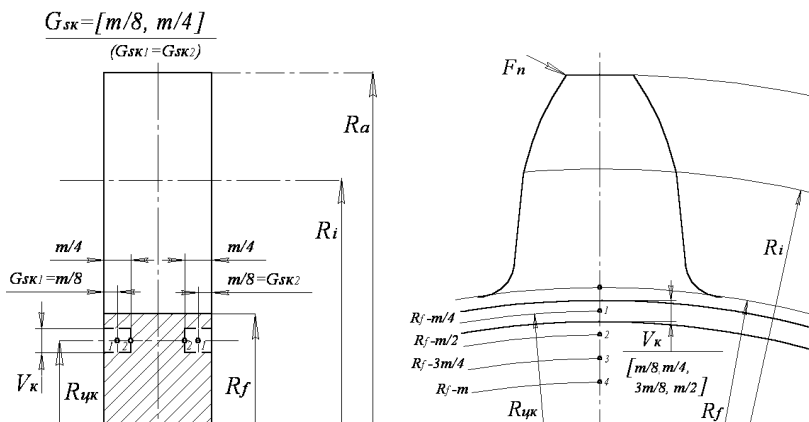 Gsк=[m/8, m/4]
(Gsк1=Gsк2)
Fn
Ra
Ri
m/4
m/4
Gsк1=m/8
m/8=Gsк2
Ri
Rf-m/4
1
Vк
Rf-m/2
2
1
2
2
1
Vк
Rцк
Rf
Rf-3m/4
3
[m/8, m/4,
3m/8, m/2]
Rf-m
4
Rцк
Rf